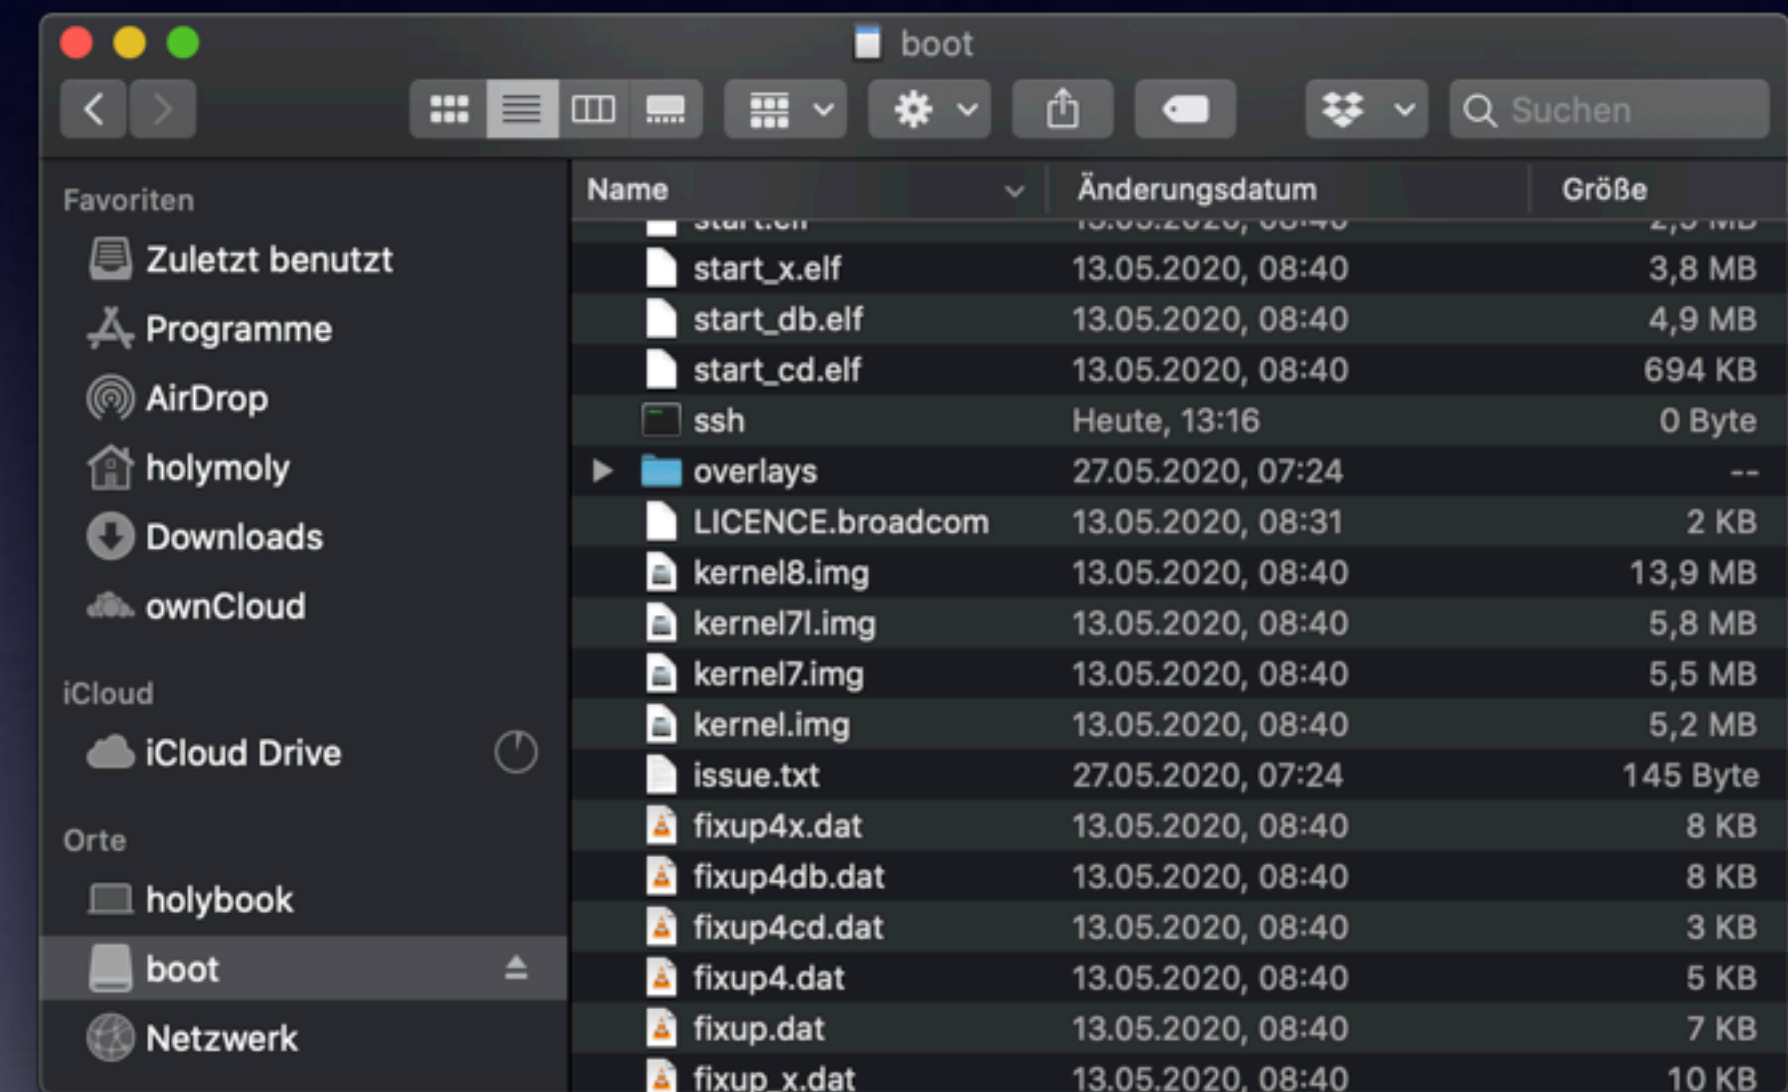 boot
Suchen
Favoriten
Zuletzt benutzt
Programme
AirDrop
holymoly
Downloads
ownCloud
iCloud
iCloud Drive
Orte
holybook
boot
Netzwerk
Name Änderungsdatum Größe
start.elf 13.05.2020, 08:40 MB
start_x.elf 13.05.2020, 08:40 3,8 MB
start_db.elf 13.05.2020, 08:40 4,9 MB
start_cd.elf 13.05.2020, 08:40 694 KB
ssh Heute, 13:16 0 Byte
overlays 27.05.2020, 07:24 --
LICENCE.broadcom 13.05.2020, 08:31 2 KB
kernel8.img 13.05.2020, 08:40 13,9 MB
kernel7l.img 13.05.2020, 08:40 5,8 MB
kernel7.img 13.05.2020, 08:40 5,5 MB
kernel.img 13.05.2020, 08:40 5,2 MB
issue.txt 27.05.2020, 07:24 145 Byte
fixup4x.dat 13.05.2020, 08:40 8 KB
fixup4db.dat 13.05.2020, 08:40 8 KB
fixup4cd.dat 13.05.2020, 08:40 3 KB
fixup4.dat 13.05.2020, 08:40 5 KB
fixup.dat 13.05.2020, 08:40 7 KB
fixup_x.dat 13.05.2020, 08:40 10 KB